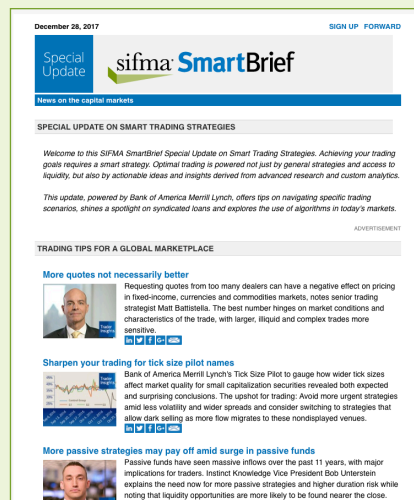 December 28, 2017
SIGN UP FORWARD
Special
Update
sifma SmartBrief
News on the capital markets
SPECIAL UPDATE ON SMART TRADING STRATEGIES
Welcome to this SIFMA SmartBrief Special Update on Smart Trading Strategies. Achieving your trading
goals requires a smart strategy. Optimal trading is powered not just by general strategies and access to
liquidity, but also by actionable ideas and insights derived from advanced research and custom analytics.
This update, powered by Bank of America Merrill Lynch, offers tips on navigating specific trading
scenarios, shines a spotlight on syndicated loans and explores the use of algorithms in today's markets.
ADVERTISEMENT
TRADING TIPS FOR A GLOBAL MARKETPLACE
More quotes not necessarily better
Requesting quotes from too many dealers can have a negative effect on pricing
in fixed-income, currencies and commodities markets, notes senior trading
strategist Matt Battistella. The best number hinges on market conditions and
characteristics of the trade, with larger, illiquid and complex trades more
sensitive.
Trader
Insights
Sharpen your trading for tick size pilot names
Bank of America Merrill Lynch's Tick Size Pilot to gauge how wider tick sizes
affect market quality for small capitalization securities revealed both expected
and surprising conclusions. The upshot for trading: Avoid more urgent strategies
amid less volatility and wider spreads and consider switching to strategies that
allow dark selling as more flow migrates to these nondisplayed venues.
Trader
Insights
More passive strategies may pay off amid surge in passive funds
Passive funds have seen massive inflows over the past 11 years, with major
implications for traders. Instinct Knowledge Vice President Bob Unterstein
explains the need now for more passive strategies and higher duration risk while
noting that liquidity opportunities are more likely to be found nearer the close.
Trader
Insights